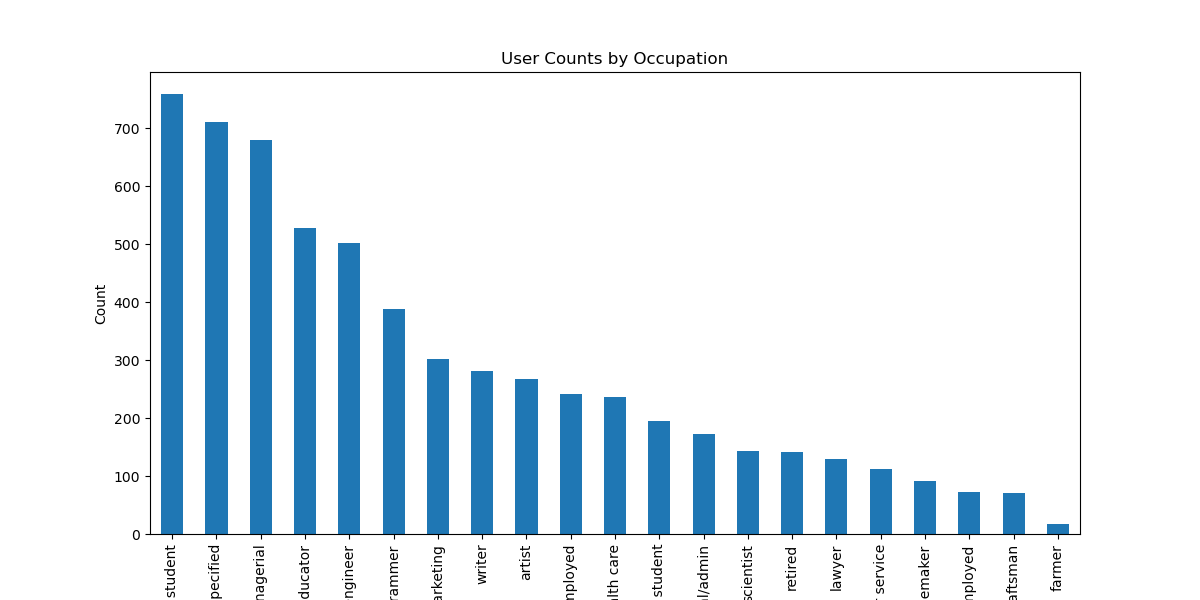 User Counts by Occupation
Count
700
600
500
400
300
200
100
0
student
pecified
nagerial
ducator
ngineer
rammer
arketing
writer
artist
mployed
lth care
student
l/admin
scientist
retired
lawyer
r service
emaker
nployed
aftsman
farmer